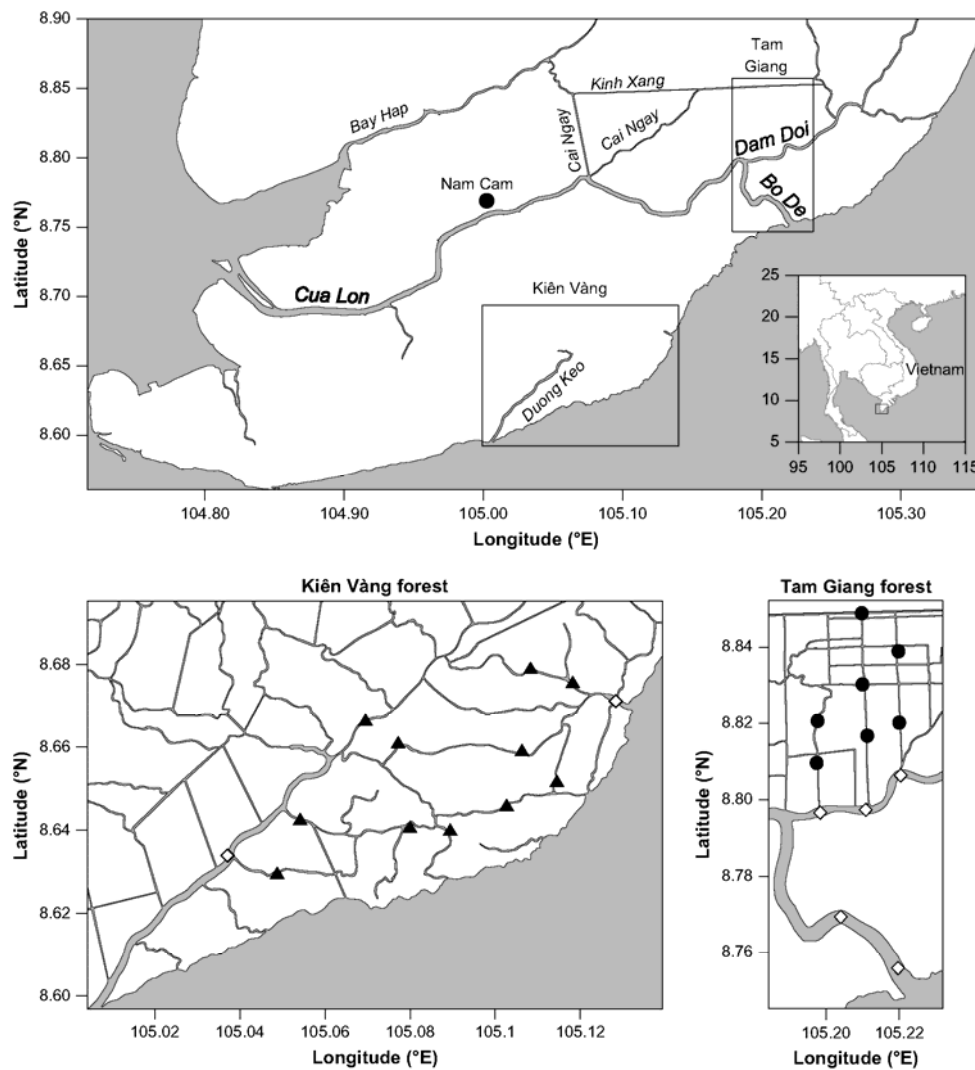 8.90
8.85
8.80
8.75
8.70
8.65
8.60
Latitude (°N)
Tam
Giang
Kinh Xang
Bay Hap
Cai Ngay
Cai Ngay
Dam Doi
Bo De
Nam Cam
Cua Lon
Kiên Vàng
Duong Keo
25
20
15
10
5
Vietnam
95 100 105 110 115
104.80 104.90 105.00 105.10 105.20 105.30
Longitude (°E)
Kiên Vàng forest
8.68
8.66
8.64
8.62
8.60
Latitude (°N)
105.02 105.04 105.06 105.08 105.1 105.12
Longitude (°E)
Tam Giang forest
8.84
8.82
8.80
8.78
8.76
Latitude (°N)
105.20 105.22
Longitude (°E)